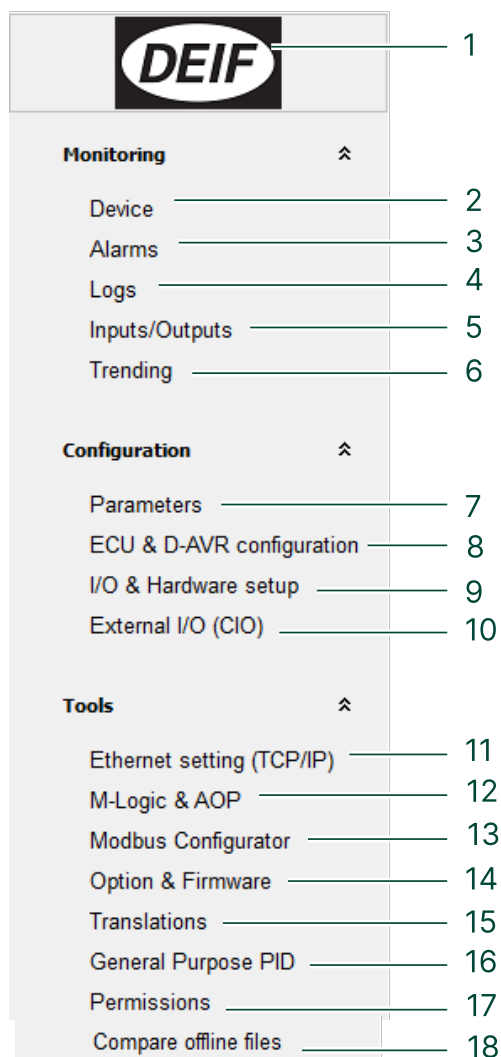 DEIF 1
Monitoring
Device 2
Alarms 3
Logs 4
Inputs/Outputs 5
Trending 6
Configuration
Parameters 7
ECU & D-AVR configuration 8
I/O & Hardware setup 9
External I/O (CIO) 10
Tools
Ethernet setting (TCP/IP) 11
M-Logic & AOP 12
Modbus Configurator 13
Option & Firmware 14
Translations 15
General Purpose PID 16
Permissions 17
Compare offline files 18